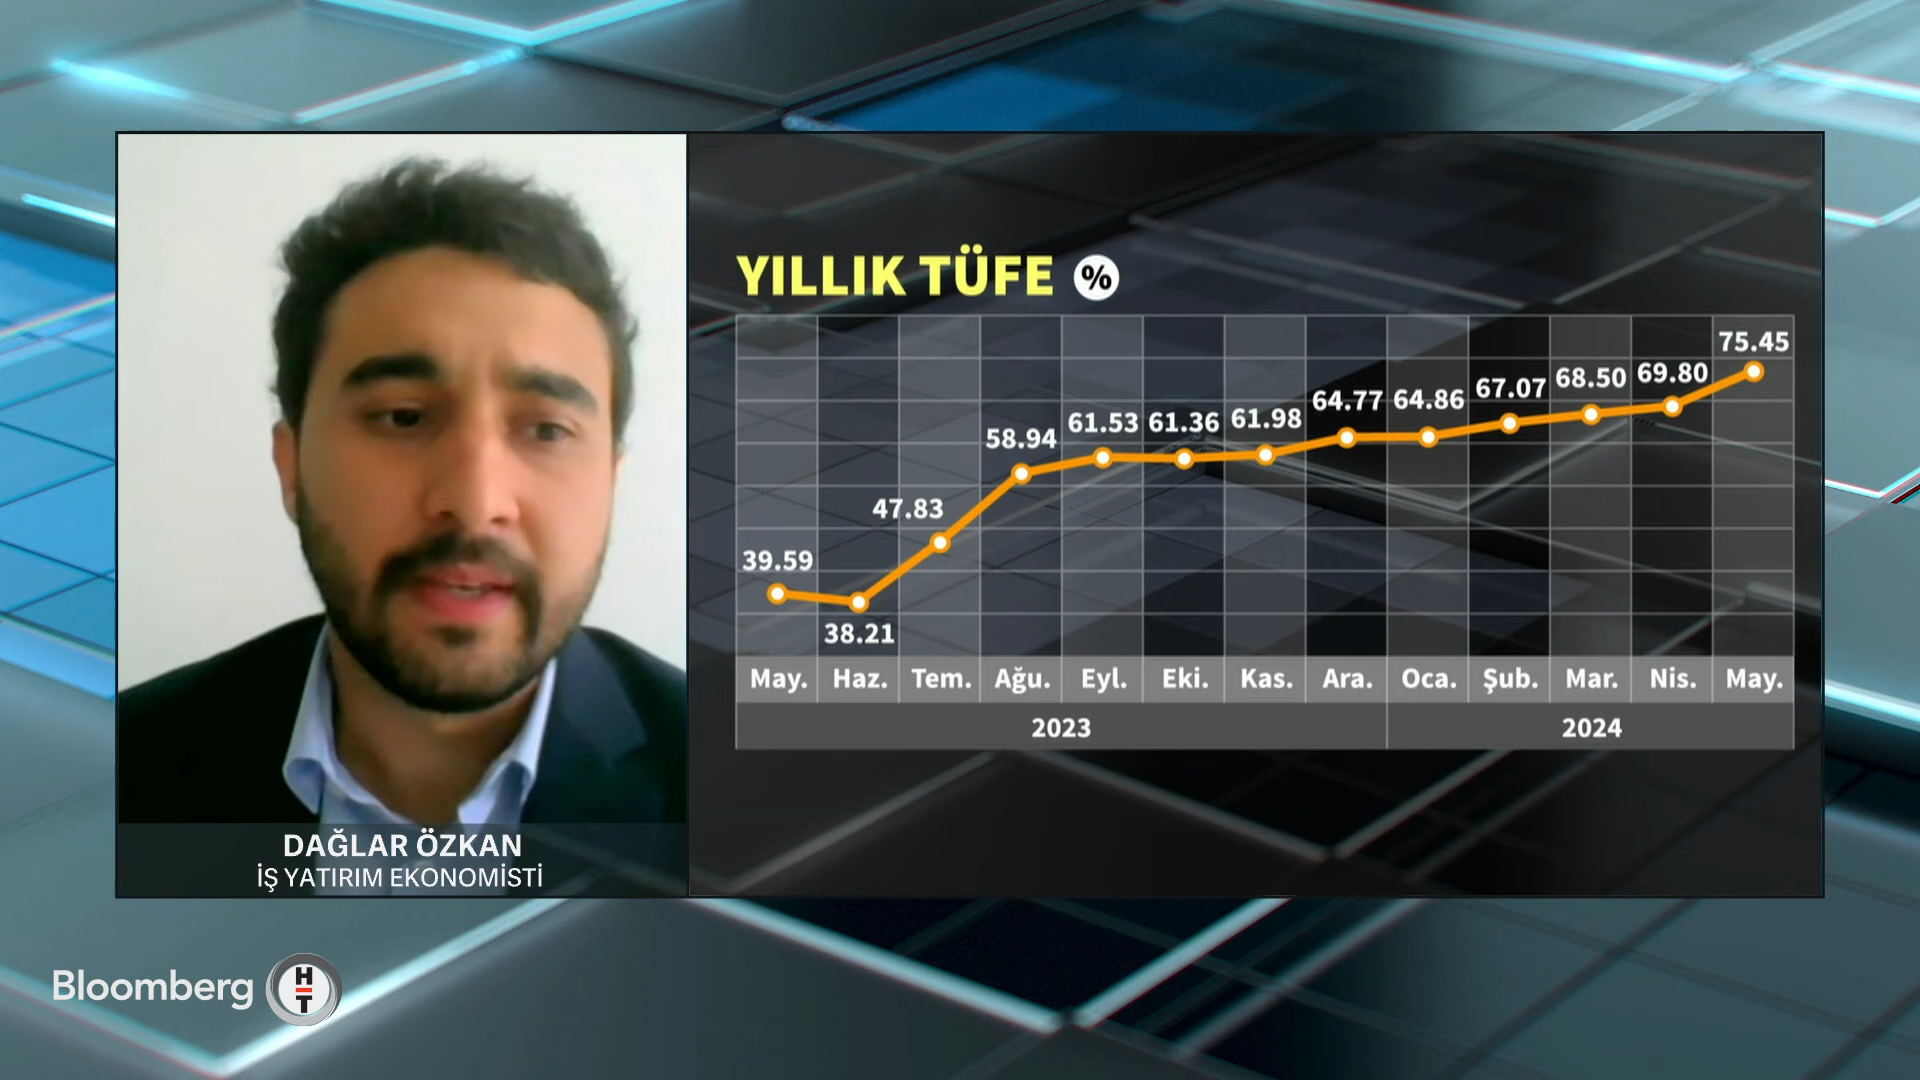 YILLIK TÜFE %
75.45
69.80
68.50
67.07
64.86
64.77
61.98
61.36
61.53
58.94
47.83
39.59
38.21
May. Haz. Tem. Ağu. Eyl. Eki. Kas. Ara. Oca. Şub. Mar. Nis. May.
2023 2024
DAĞLAR ÖZKAN
İŞ YATIRIM EKONOMİSTİ
Bloomberg HT